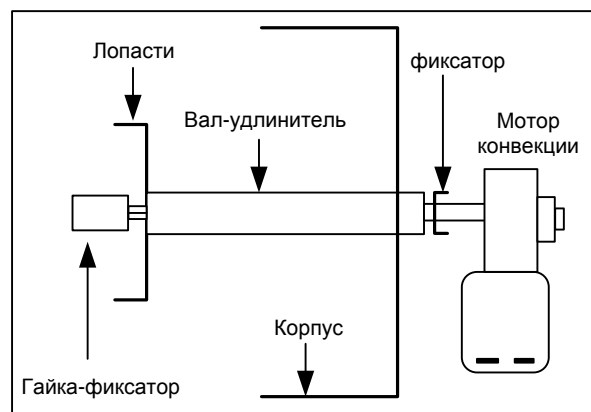 Лопасти
фиксатор
Вал-удлинитель
Мотор
конвекции
Корпус
Гайка-фиксатор